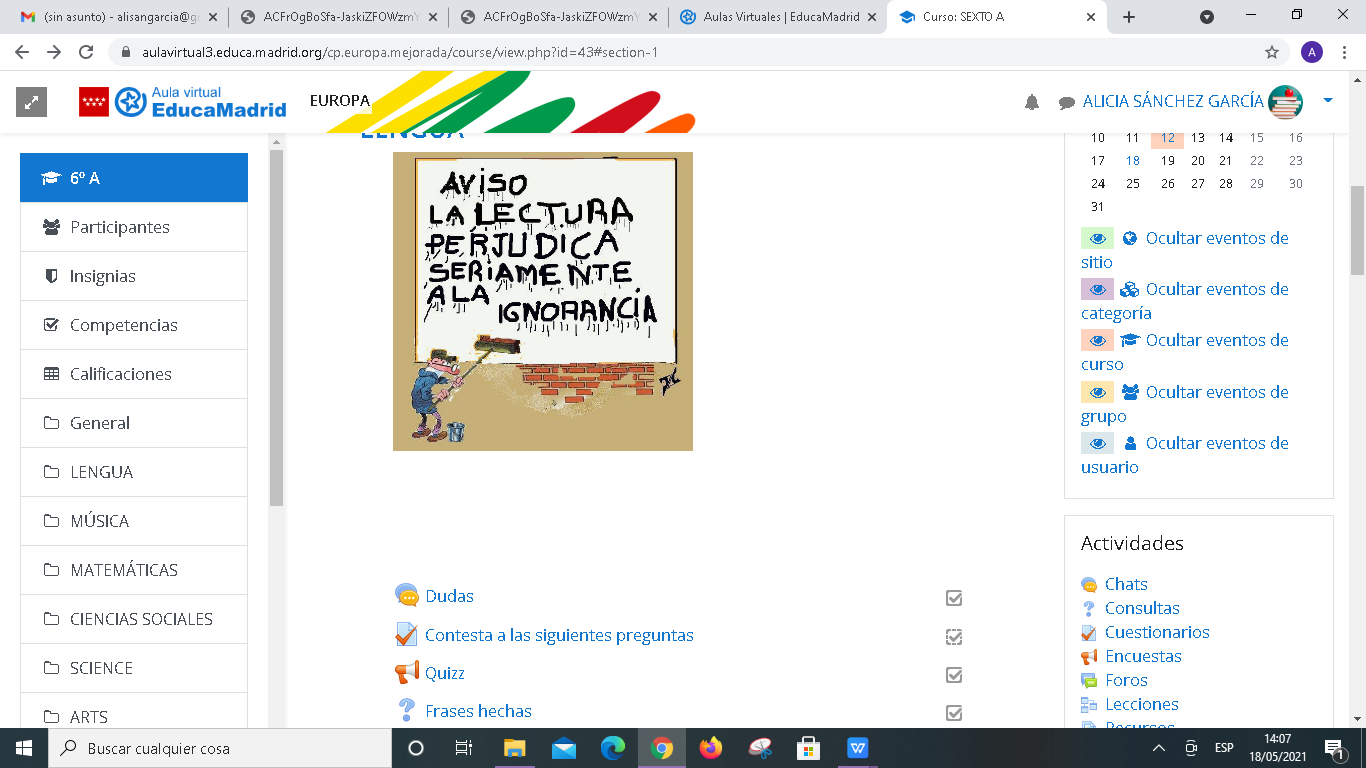 (sin asunto) - alisangarcia@g
ACFrOgBoSfa-JaskiZFOWzmY
ACFrOgBoSfa-JaskiZFOWzmY
Aulas Virtuales | EducaMadrid
Curso: SEXTO A
aulavirtual3.educa.madrid.org/cp.europa.mejorada/course/view.php?id=43#section-1
A
Aula virtual
EducaMadrid
EUROPA
ALICIA SÁNCHEZ GARCÍA
LENGUA
6º A
Participantes
Insignias
Competencias
Calificaciones
General
LENGUA
MÚSICA
MATEMÁTICAS
CIENCIAS SOCIALES
SCIENCE
ARTS
AVISO
LA LECTURA
PERJUDICA
SERIAMENTE
A LA
IGNORANCIA
Dudas
Contesta a las siguientes preguntas
Quizz
Frases hechas
10 11 12 13 14 15 16
17 18 19 20 21 22 23
24 25 26 27 28 29 30
31
Ocultar eventos de
sitio
Ocultar eventos de
categoría
Ocultar eventos de
curso
Ocultar eventos de
grupo
Ocultar eventos de
usuario
Actividades
Chats
Consultas
Cuestionarios
Encuestas
Foros
Lecciones
Recursos
Buscar cualquier cosa
ESP
14:07
18/05/2021
1